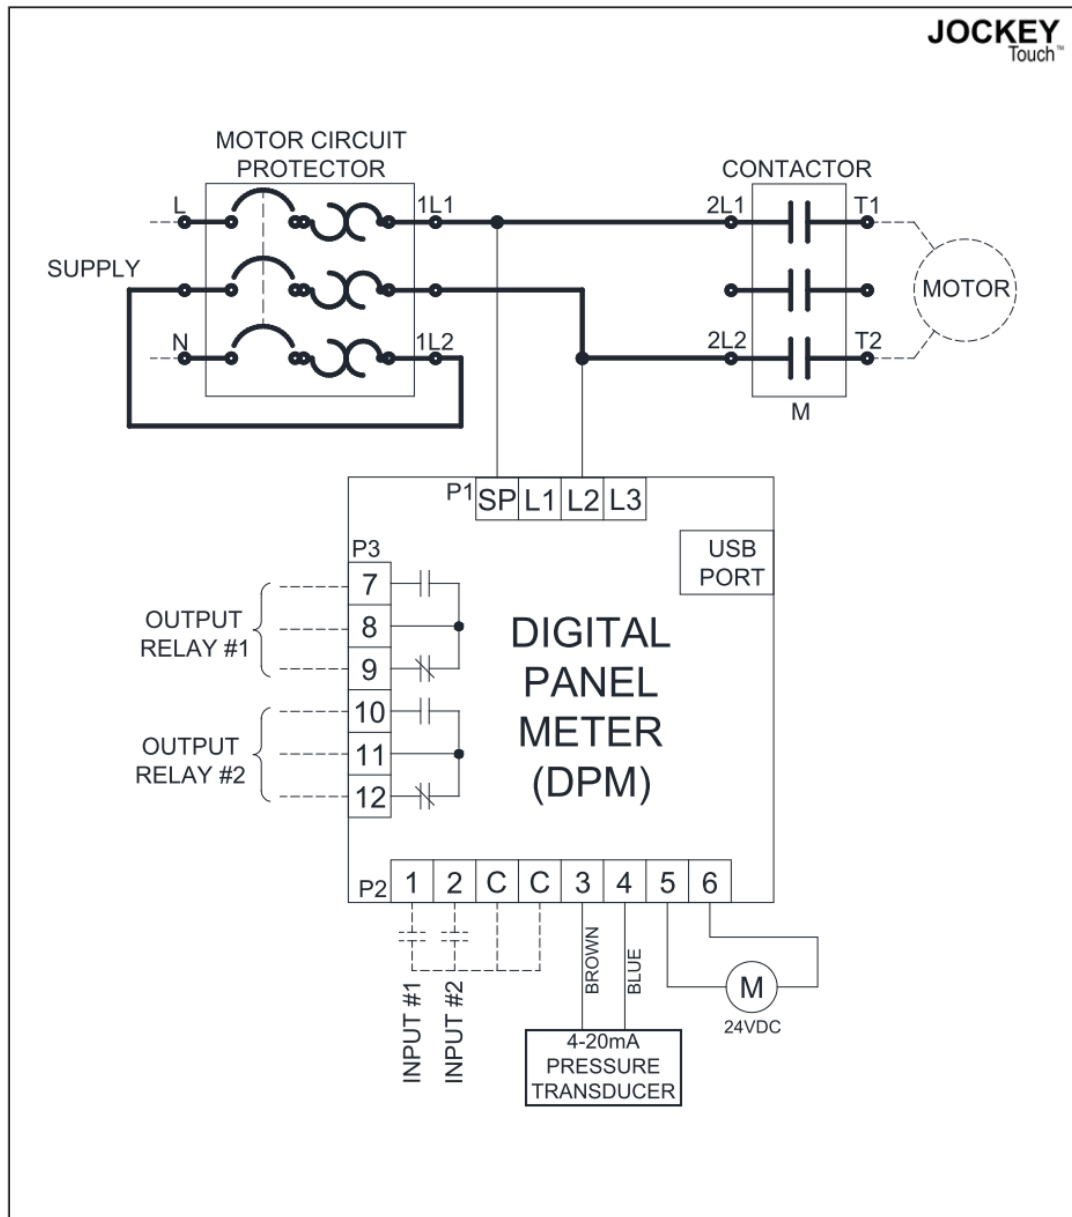 JOCKEY
Touch™
MOTOR CIRCUIT
PROTECTOR
CONTACTOR
L
1L1
2L1
T1
SUPPLY
MOTOR
N
1L2
2L2
T2
M
P1
SP
L1
L2
L3
USB
PORT
P3
7
8
9
10
11
12
OUTPUT
RELAY #1
OUTPUT
RELAY #2
DIGITAL
PANEL
METER
(DPM)
P2
1
2
C
C
3
4
5
6
INPUT #1
INPUT #2
BROWN
BLUE
M
24VDC
4-20mA
PRESSURE
TRANSDUCER